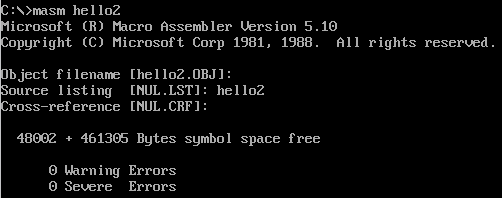 C:\>masm hello2
Microsoft (R) Macro Assembler Version 5.10
Copyright (C) Microsoft Corp 1981, 1988.  All rights reserved.
Object filename [hello2.OBJ]:
Source listing  [NUL.LST]: hello2
Cross-reference [NUL.CRF]:
48002 + 461305 Bytes symbol space free
0 Warning Errors
0 Severe  Errors